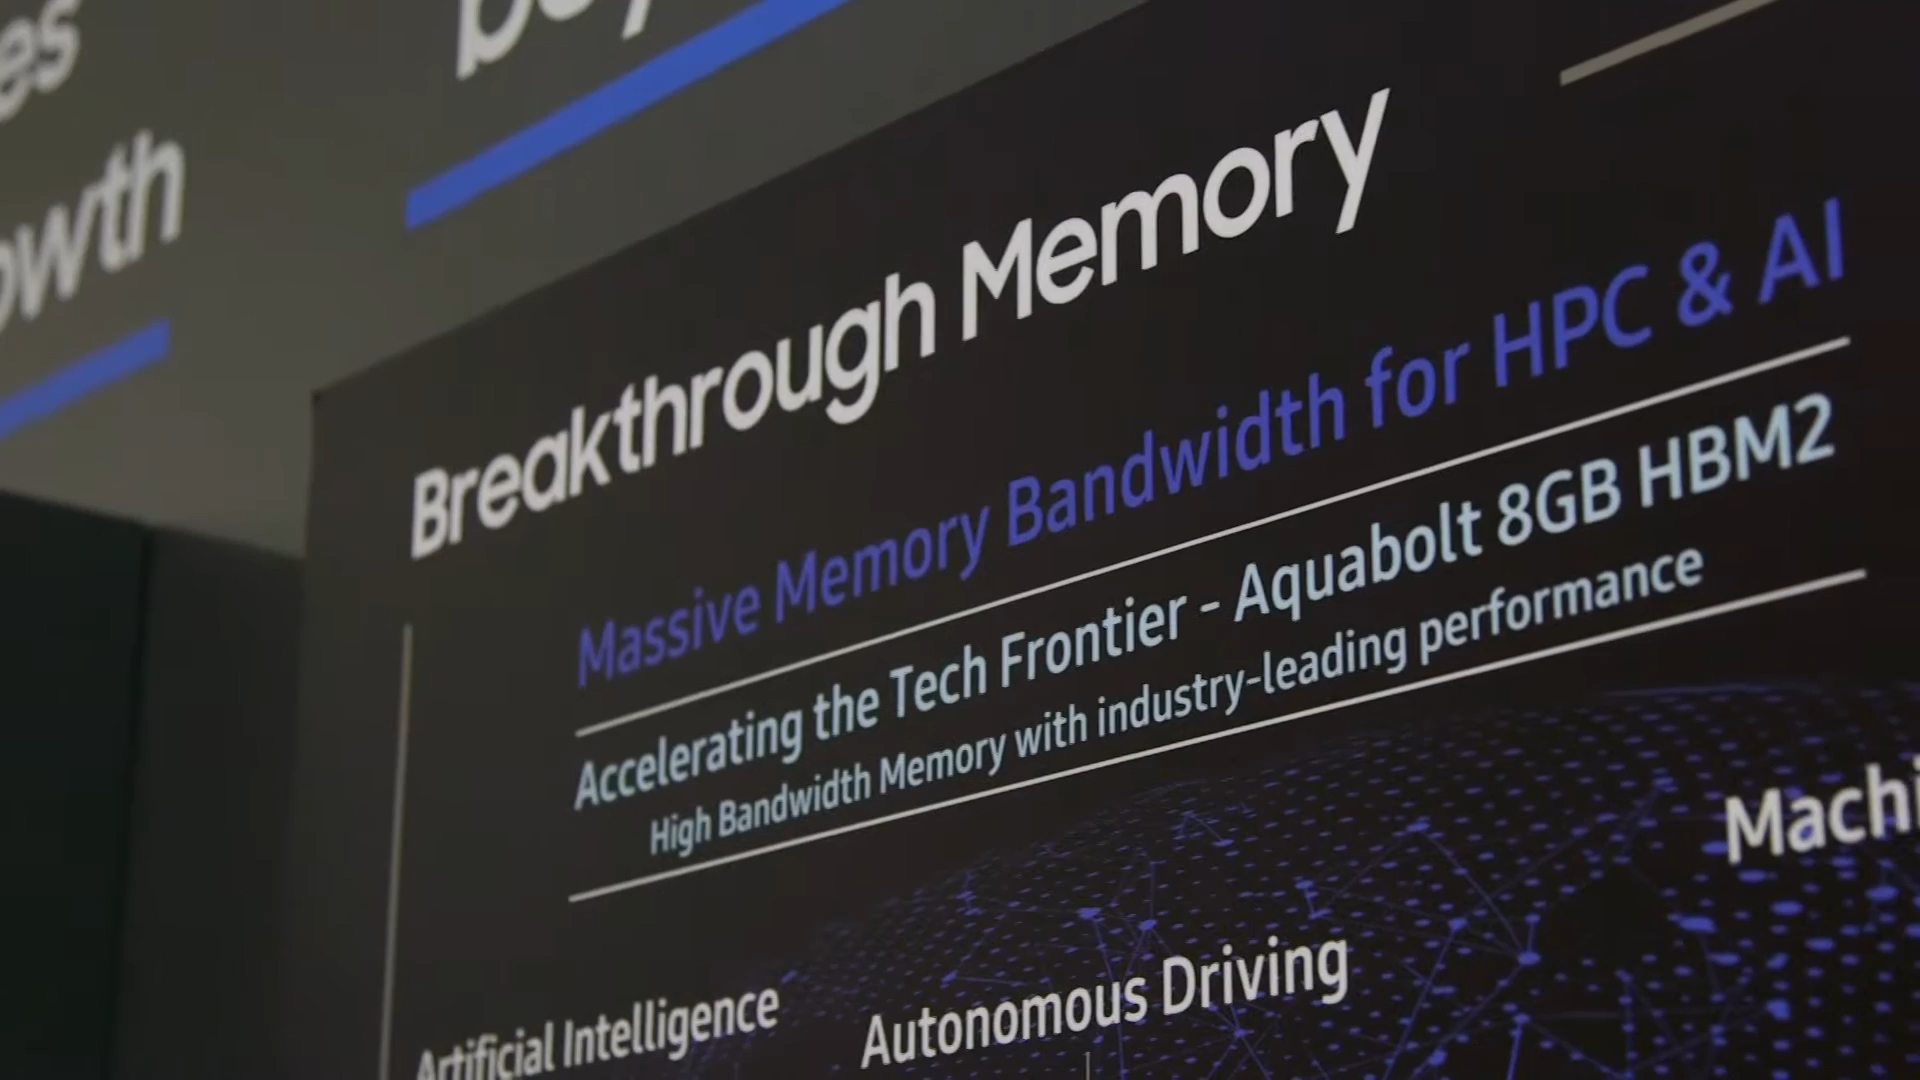 es
owth
Breakthrough Memory
Massive Memory Bandwidth for HPC & AI
Accelerating the Tech Frontier - Aquabolt 8GB HBM2
High Bandwidth Memory with industry-leading performance
Machi
Autonomous Driving
Artificial Intelligence